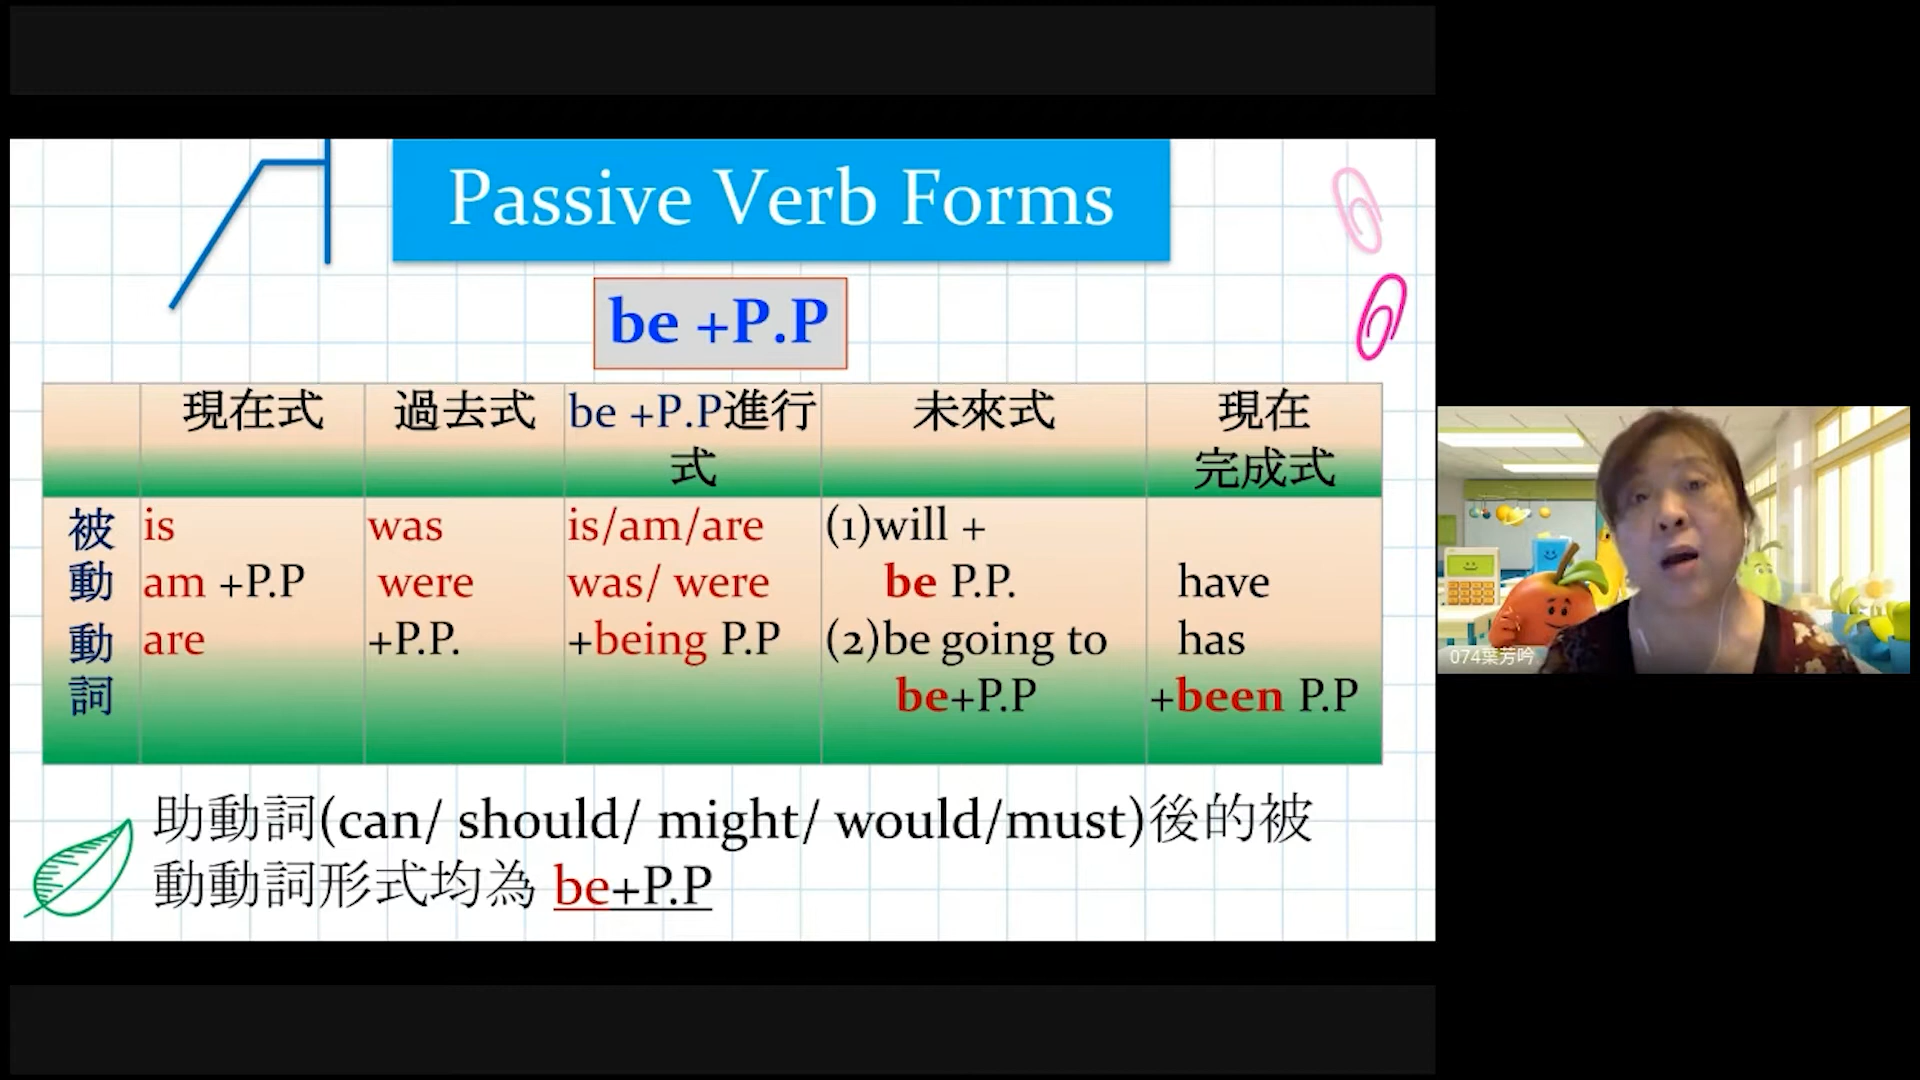 Passive Verb Forms
be +P.P
現在式
過去式
be +P.P進行
式
未來式
現在
完成式
被
動
動
詞
is
am +P.P
are
was
were
+P.P.
is/am/are
was/ were
+being P.P
(1)will +
be P.P.
(2)be going to
be+P.P
have
has
+been P.P
助動詞(can/ should/ might/ would/must)後的被
動動詞形式均為 be+P.P
074葉芳吟